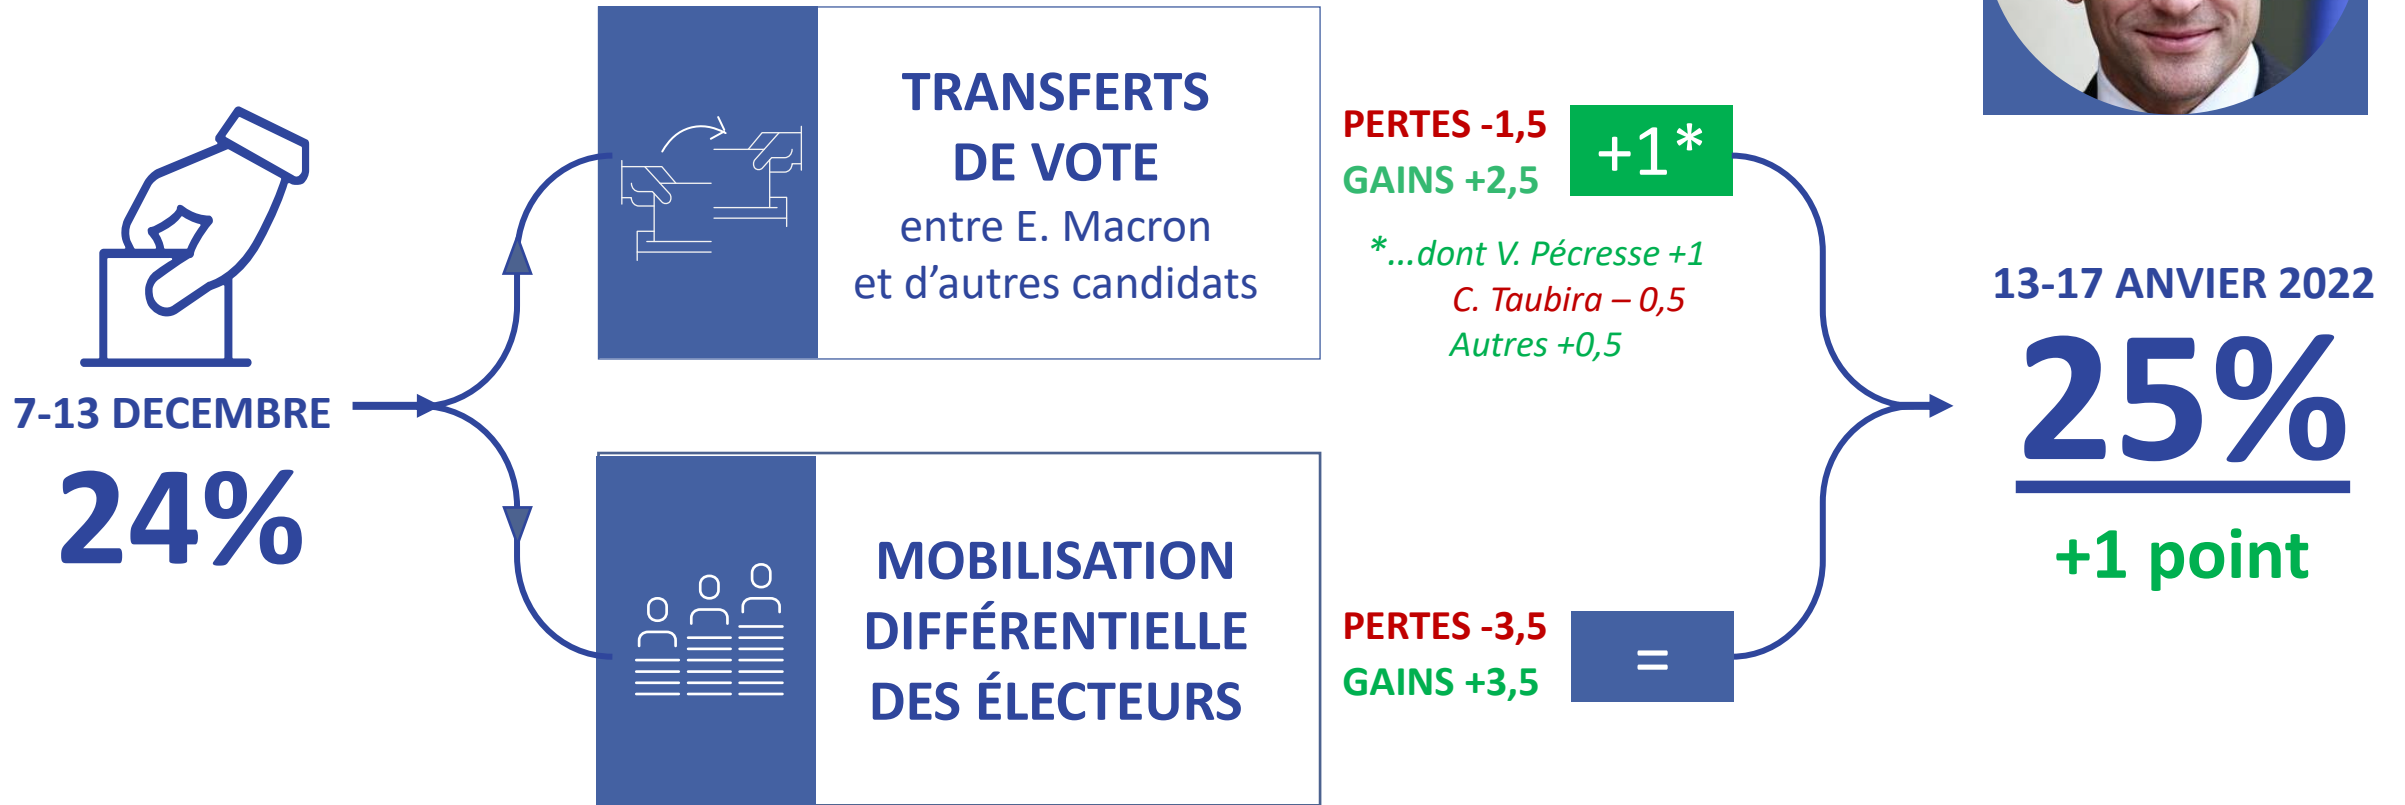 7-13 DECEMBRE
24%
TRANSFERTS
DE VOTE
entre E. Macron
et d’autres candidats
PERTES -1,5
GAINS +2,5
+1*
*...dont V. Pécresse +1
C. Taubira – 0,5
Autres +0,5
MOBILISATION
DIFFÉRENTIELLE
DES ÉLECTEURS
PERTES -3,5
GAINS +3,5
=
13-17 ANVIER 2022
25%
+1 point